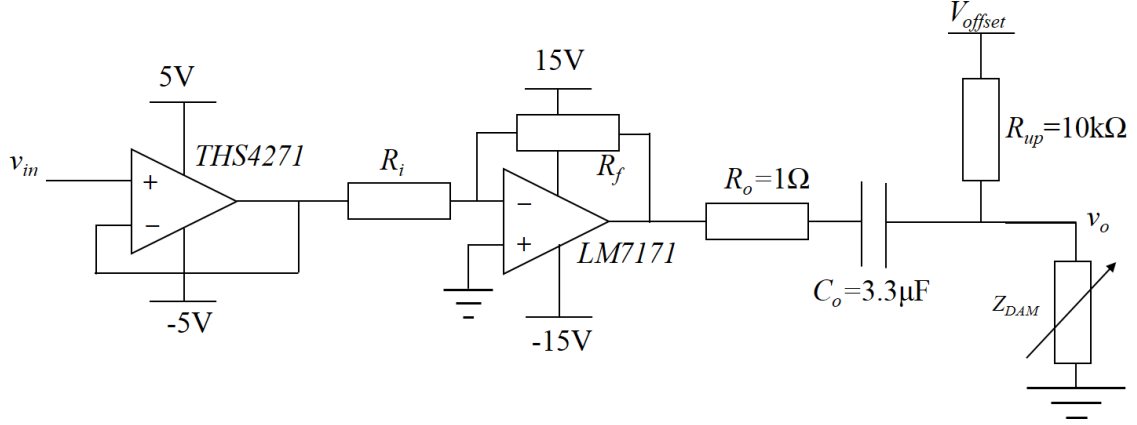 V_offset
15V
5V
R_up=10kΩ
v_in
THS4271
R_i
R_f
R_o=1Ω
+
−
−
+
v_o
LM7171
C_o=3.3μF
Z_DAM
-5V
-15V